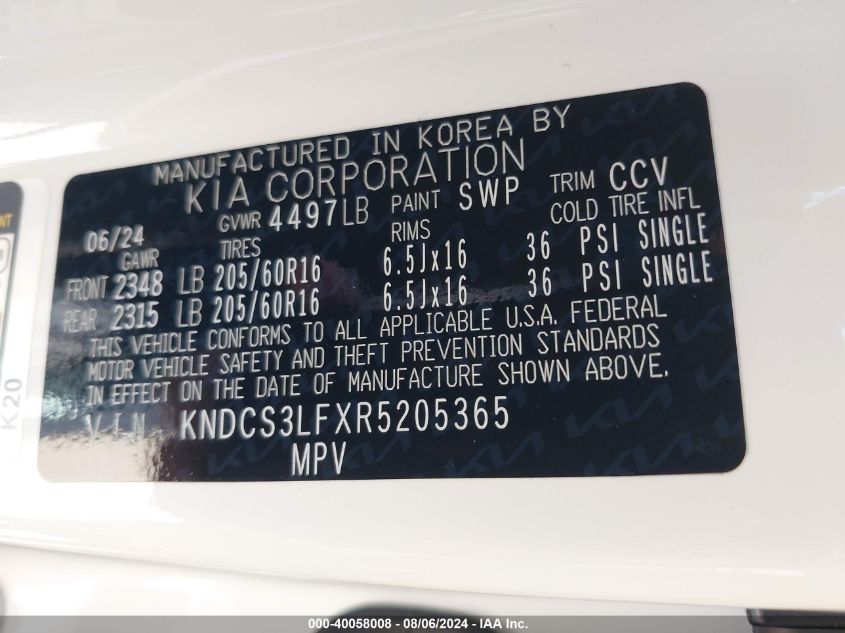 MANUFACTURED IN KOREA BY
KIA CORPORATION
06/24 GVWR 4497LB PAINT SWP TRIM CCV
GAWR TIRES RIMS COLD TIRE INFL
FRONT 2348 LB 205/60R16 6.5Jx16 36 PSI SINGLE
REAR 2315 LB 205/60R16 6.5Jx16 36 PSI SINGLE
THIS VEHICLE CONFORMS TO ALL APPLICABLE U.S.A. FEDERAL
MOTOR VEHICLE SAFETY AND THEFT PREVENTION STANDARDS
IN EFFECT ON THE DATE OF MANUFACTURE SHOWN ABOVE.
VIN KNDCS3LFXR5205365
MPV
K20
000-40058008 - 08/06/2024 - IAA Inc.